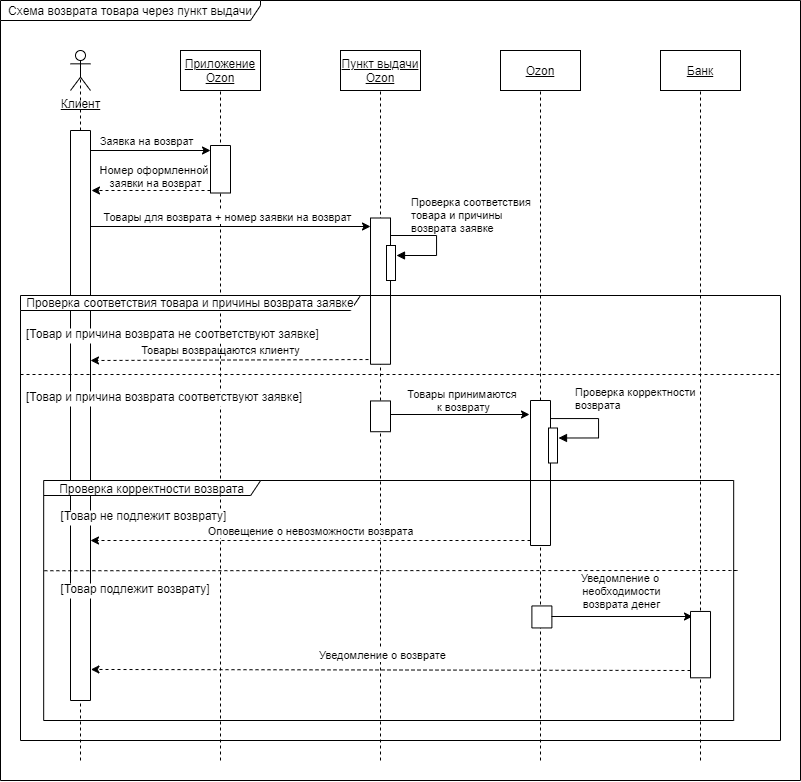 Схема возврата товара через пункт выдачи
Приложение
Ozon
Пункт выдачи
Ozon
Ozon
Банк
Клиент
Заявка на возврат
Номер оформленной
заявки на возврат
Товары для возврата + номер заявки на возврат
Проверка соответствия
товара и причины
возврата заявке
Проверка соответствия товара и причины возврата заявке
[Товар и причина возврата не соответствуют заявке]
Товары возвращаются клиенту
[Товар и причина возврата соответствуют заявке]
Товары принимаются
к возврату
Проверка корректности
возврата
Проверка корректности возврата
[Товар не подлежит возврату]
Оповещение о невозможности возврата
[Товар подлежит возврату]
Уведомление о
необходимости
возврата денег
Уведомление о возврате